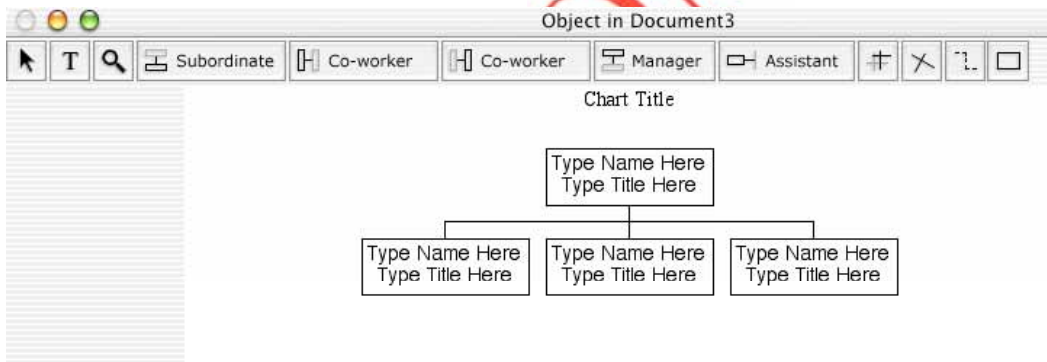 Object in Document3
T Subordinate Co-worker Co-worker Manager Assistant
Chart Title
Type Name Here
Type Title Here
Type Name Here Type Name Here Type Name Here
Type Title Here Type Title Here Type Title Here